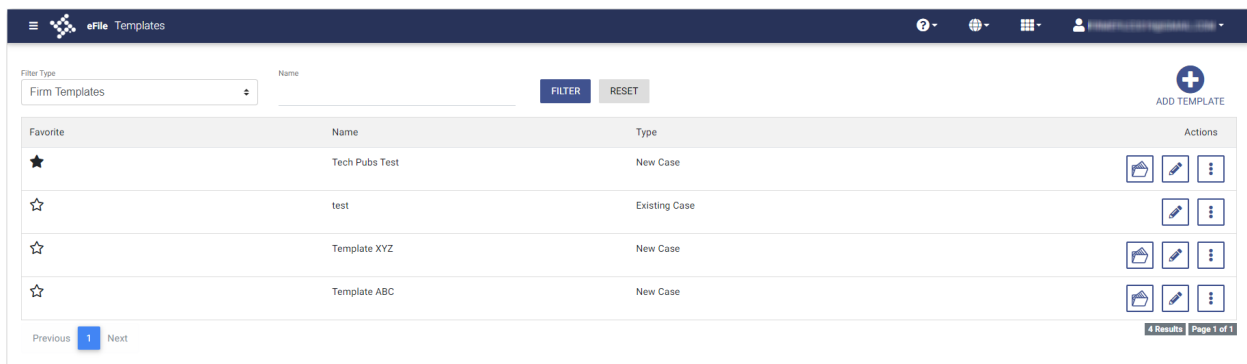 eFile Templates
Filter Type
Firm Templates
Name
FILTER RESET
ADD TEMPLATE
Favorite Name Type Actions
Tech Pubs Test New Case
test Existing Case
Template XYZ New Case
Template ABC New Case
Previous 1 Next
4 Results Page 1 of 1